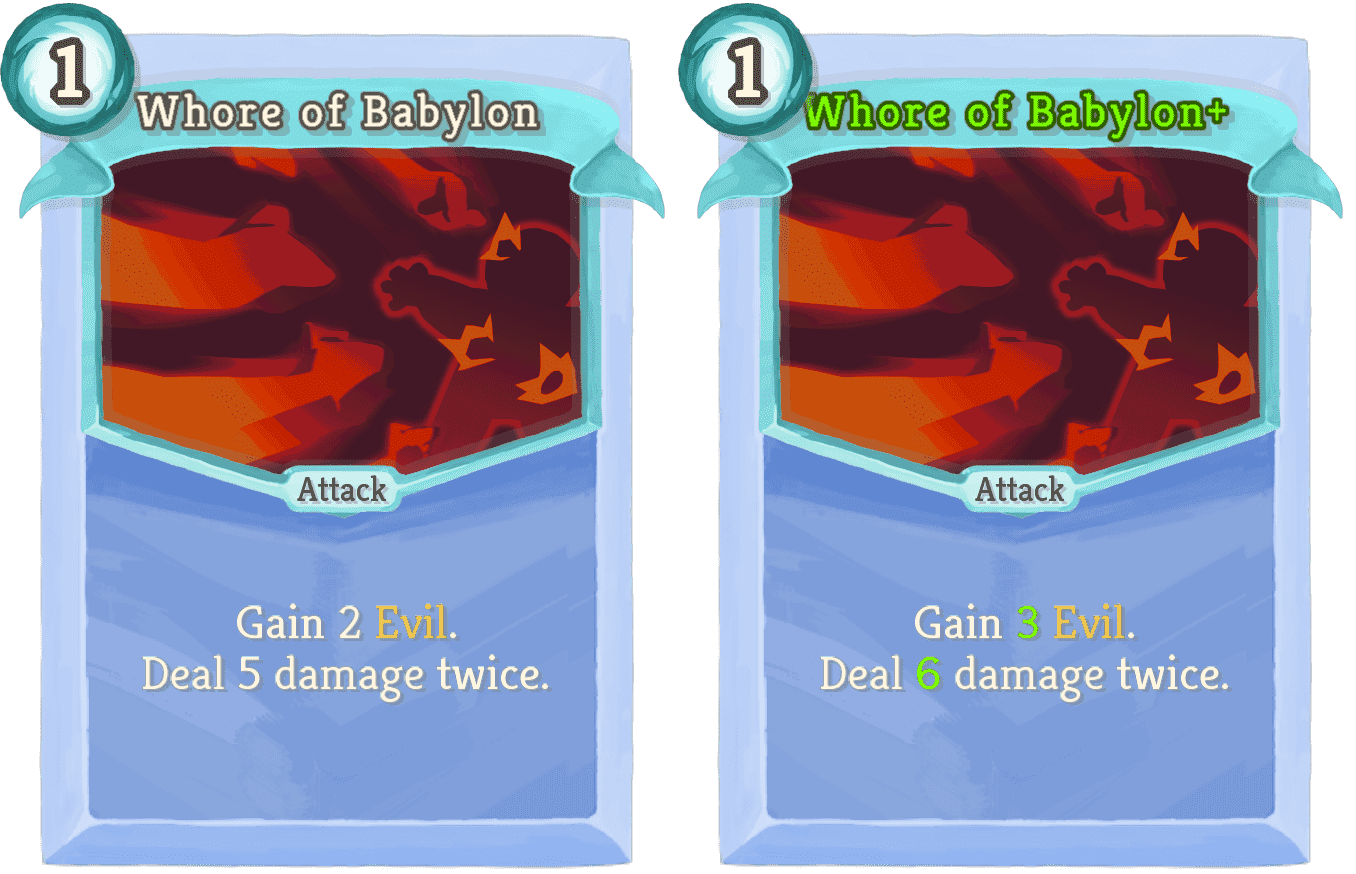 1
Whore of Babylon
Attack
Gain 2 Evil.
Deal 5 damage twice.
1
Whore of Babylon+
Attack
Gain 3 Evil.
Deal 6 damage twice.